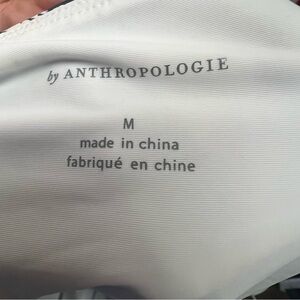 by ANTHROPOLOGIE
M
made in china
fabriqué en chine